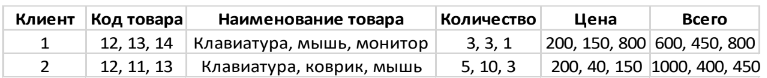 Клиент Код товара Наименование товара Количество Цена Всего
1 12, 13, 14 Клавиатура, мышь, монитор 3, 3, 1 200, 150, 800 600, 450, 800
2 12, 11, 13 Клавиатура, коврик, мышь 5, 10, 3 200, 40, 150 1000, 400, 450